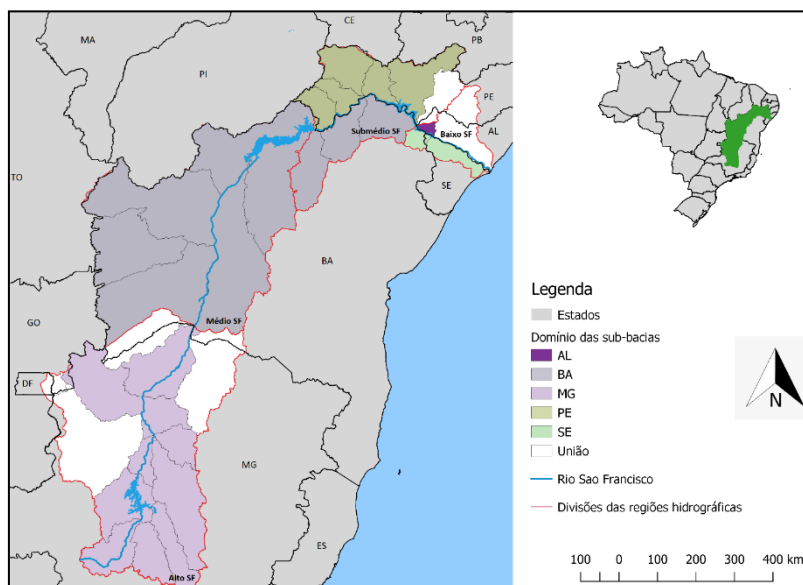 MA
CE
PB
PI
PE
Submédio SF
Baixo SF
AL
TO
SE
BA
GO
Médio SF
DF
MG
ES
Alto SF
Legenda
Estados
Domínio das sub-bacias
AL
BA
MG
PE
SE
União
Rio Sao Francisco
Divisões das regiões hidrográficas
N
100 0 100 200 300 400 km